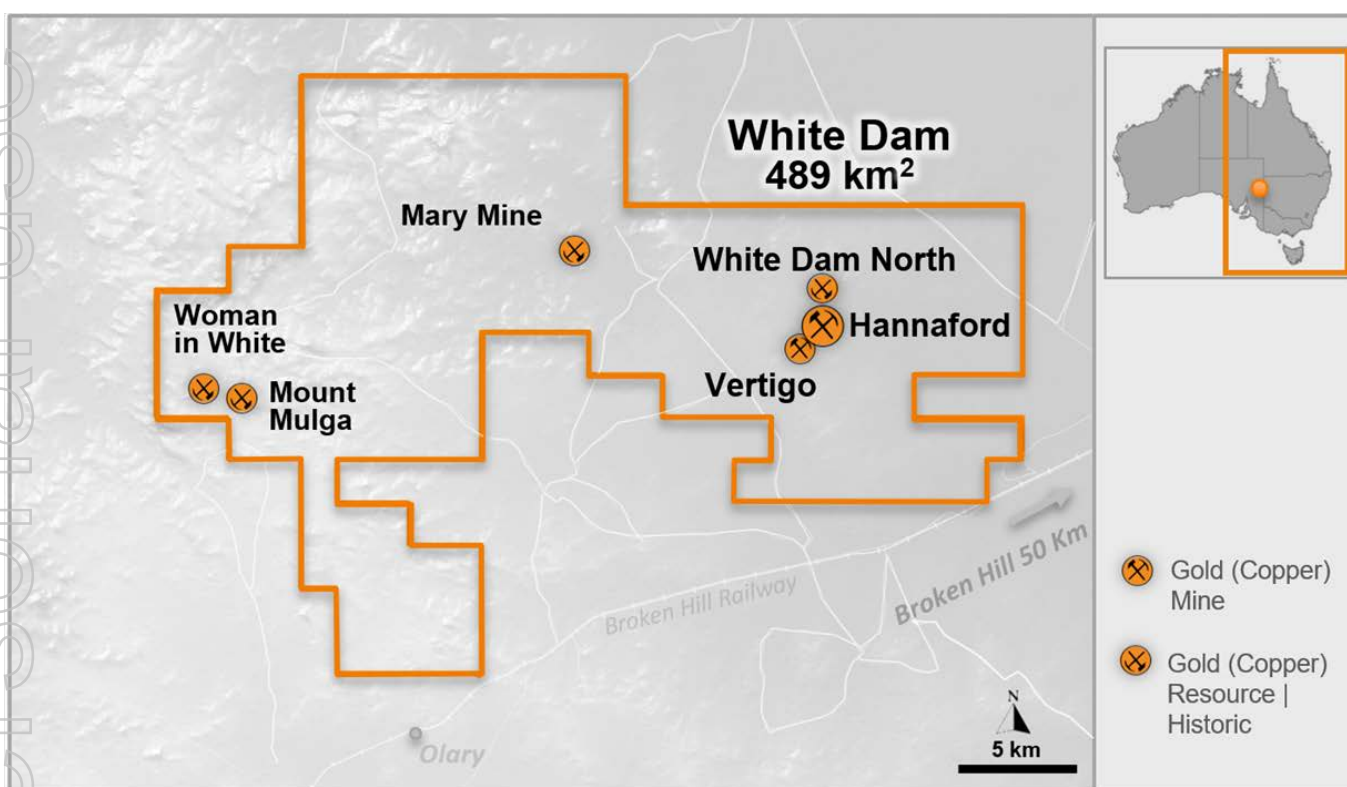 White Dam
489 km²
Mary Mine
White Dam North
Woman
in White
Hannaford
Vertigo
Mount
Mulga
Broken Hill 50 Km
Broken Hill Railway
Gold (Copper)
Mine
Gold (Copper)
Resource |
Historic
N
5 km
Olary